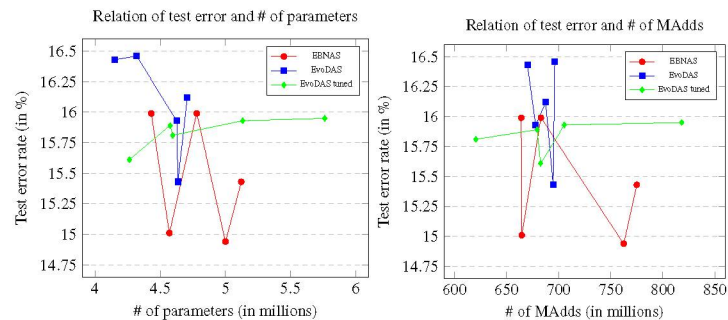 Relation of test error and # of parameters
16.5
16.25
16
15.75
15.5
15.25
15
14.75
Test error rate (in %)
EBNAS
EvoDAS
EvoDAS tuned
4
4.5
5
5.5
6
# of parameters (in millions)
Relation of test error and # of MAdds
16.5
16.25
16
15.75
15.5
15.25
15
14.75
Test error rate (in %)
EBNAS
EvoDAS
EvoDAS tuned
600
650
700
750
800
850
# of MAdds (in millions)